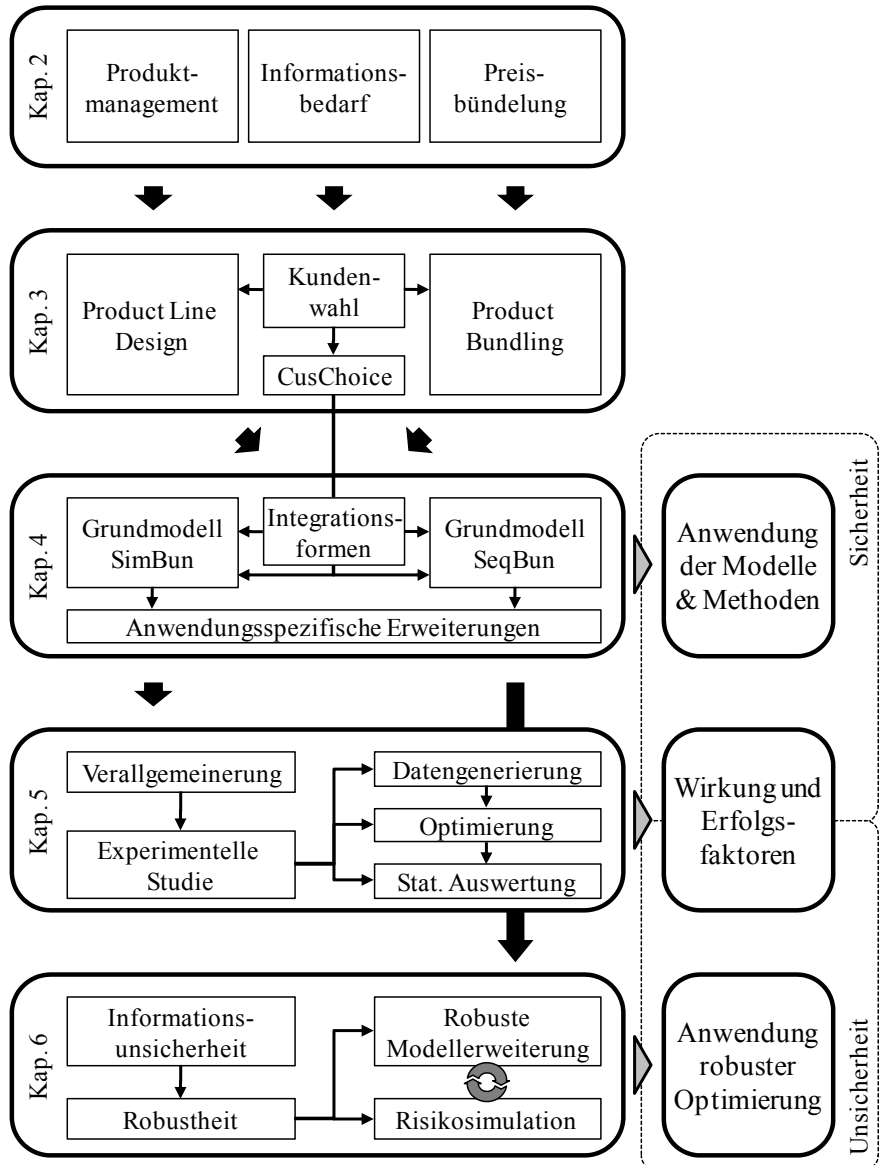 Kap. 2
Produkt-
management
Informations-
bedarf
Preis-
bündelung
Kap. 3
Product Line
Design
Kunden-
wahl
CusChoice
Product
Bundling
Kap. 4
Grundmodell
SimBun
Integrations-
formen
Grundmodell
SeqBun
Anwendungsspezifische Erweiterungen
Anwendung
der Modelle
& Methoden
Sicherheit
Kap. 5
Verallgemeinerung
Experimentelle
Studie
Datengenerierung
Optimierung
Stat. Auswertung
Wirkung und
Erfolgs-
faktoren
Kap. 6
Informations-
unsicherheit
Robustheit
Robuste
Modellerweiterung
Risikosimulation
Anwendung
robuster
Optimierung
Unsicherheit